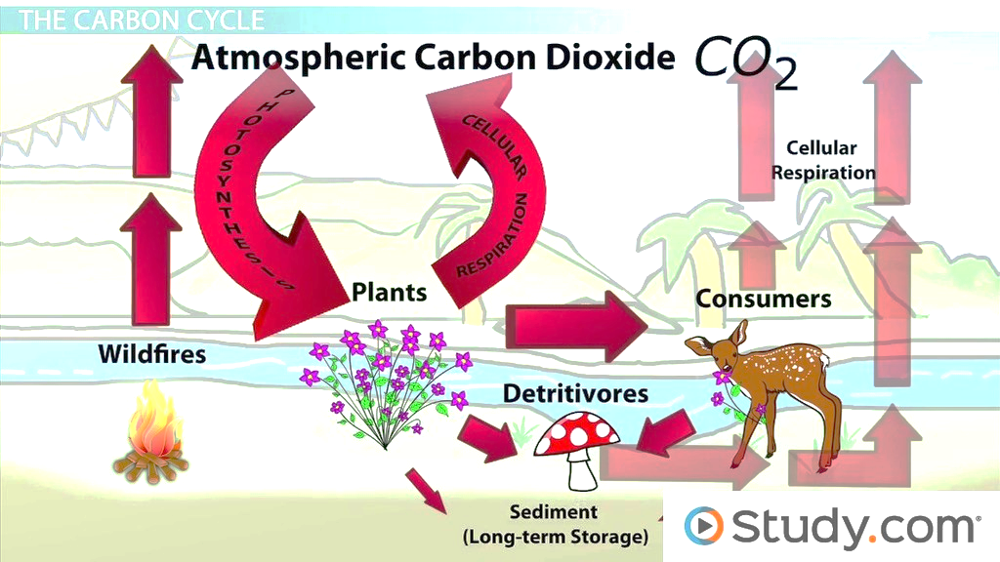 THE CARBON CYCLE
Atmospheric Carbon Dioxide CO2
PHOTOSYNTHESIS
CELLULAR
RESPIRATION
Cellular
Respiration
Plants
Consumers
Wildfires
Detritivores
Sediment
(Long-term Storage)
Study.com®